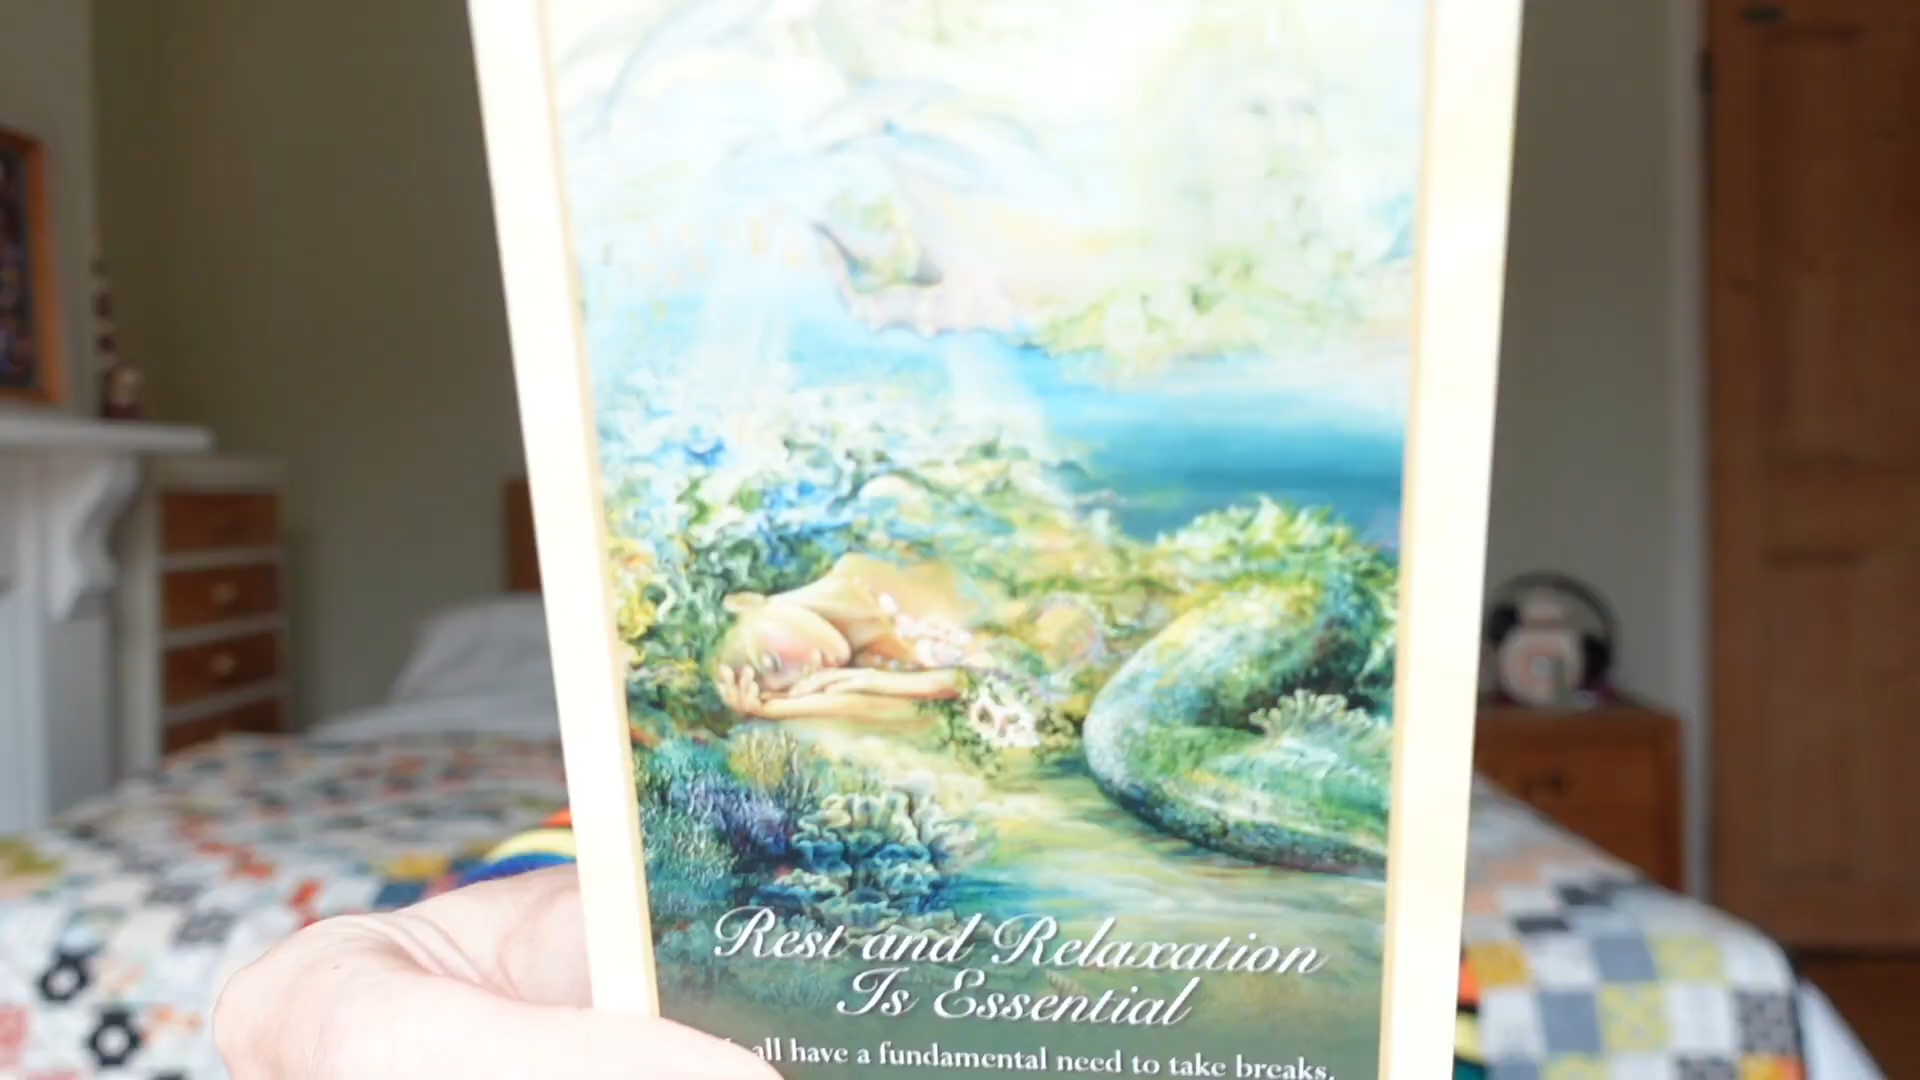 Rest and Relaxation
Is Essential
all have a fundamental need to take breaks.